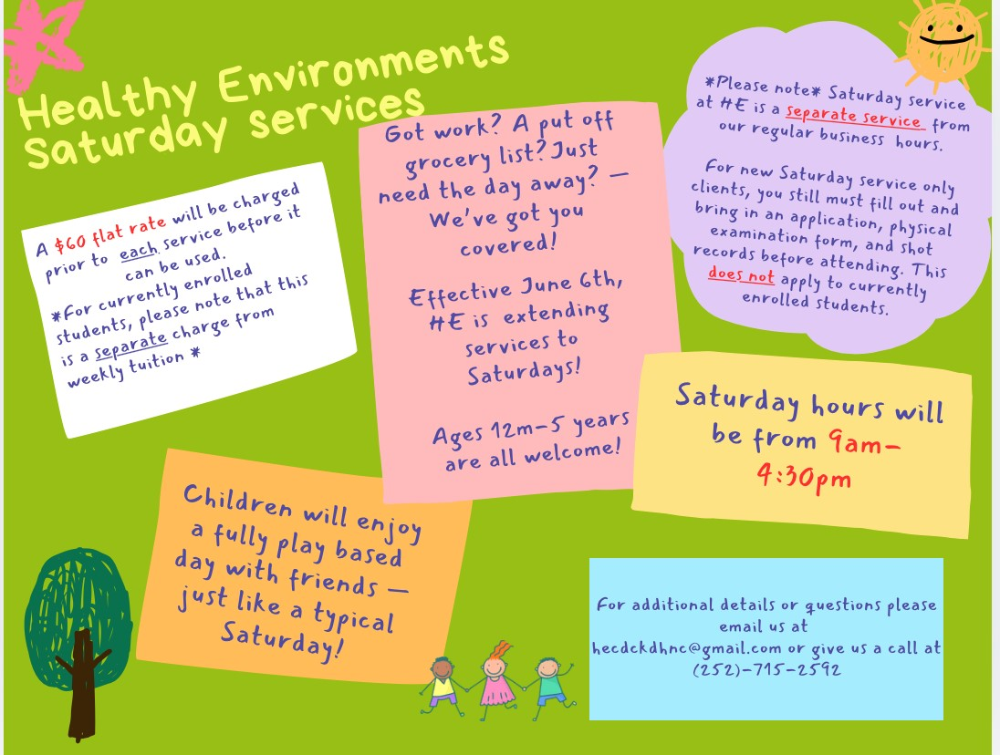 Healthy Environments
Saturday services
A $60 flat rate will be charged
prior to each service before it
can be used.
*For currently enrolled
students, please note that this
is a separate charge from
weekly tuition *
Got work? A put off
grocery list? Just
need the day away? —
We've got you
covered!
Effective June 6th,
HE is extending
services to
Saturdays!
Ages 12m-5 years
are all welcome!
*Please note* Saturday service
at HE is a separate service from
our regular business hours.
For new Saturday service only
clients, you still must fill out and
bring in an application, physical
examination form, and shot
records before attending. This
does not apply to currently
enrolled students.
Saturday hours will
be from 9am-
4:30pm
Children will enjoy
a fully play based
day with friends —
just like a typical
Saturday!
For additional details or questions please
email us at
hecdckdhnc@gmail.com or give us a call at
(252)-715-2592